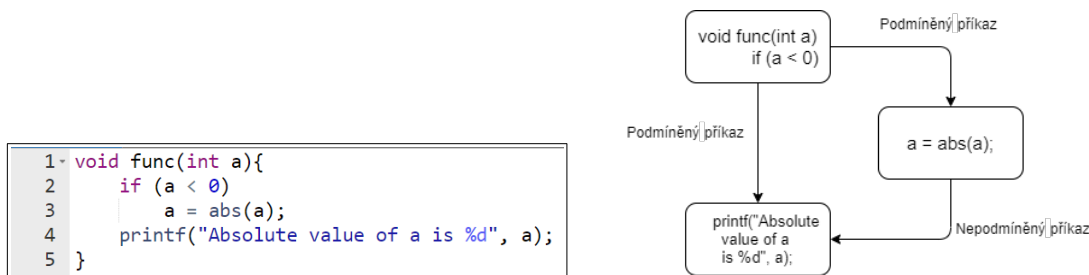 1 void func(int a){
2 if (a < 0)
3 a = abs(a);
4 printf("Absolute value of a is %d", a);
5 }
void func(int a)
if (a < 0)
Podmíněný příkaz
Podmíněný příkaz
a = abs(a);
printf("Absolute
value of a
is %d", a);
Nepodmíněný příkaz